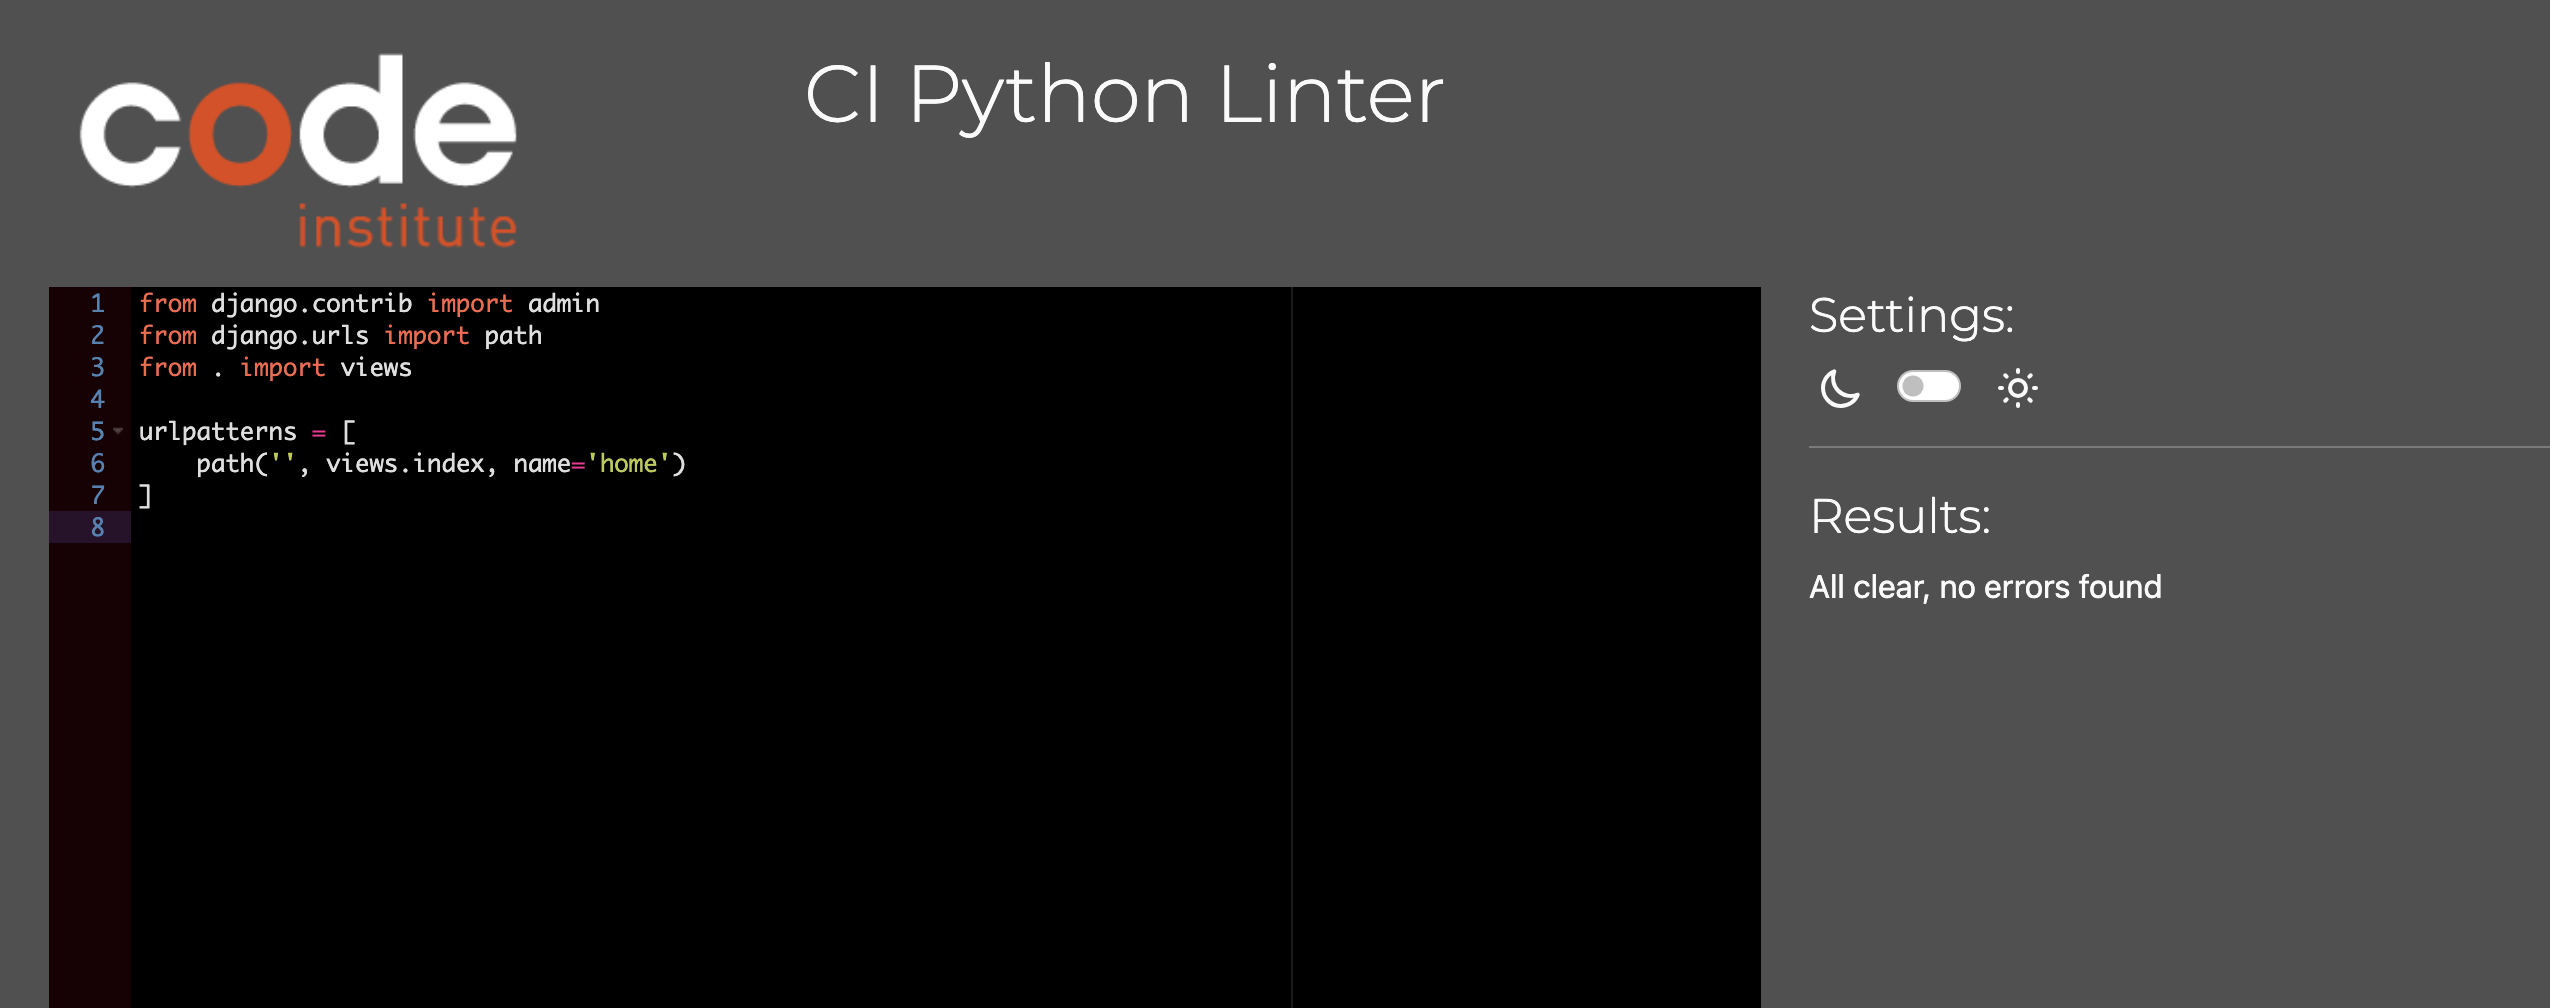 code
institute
CI Python Linter
1 from django.contrib import admin
2 from django.urls import path
3 from . import views
4
5 urlpatterns = [
6     path('', views.index, name='home')
7 ]
8
Settings:
Results:
All clear, no errors found